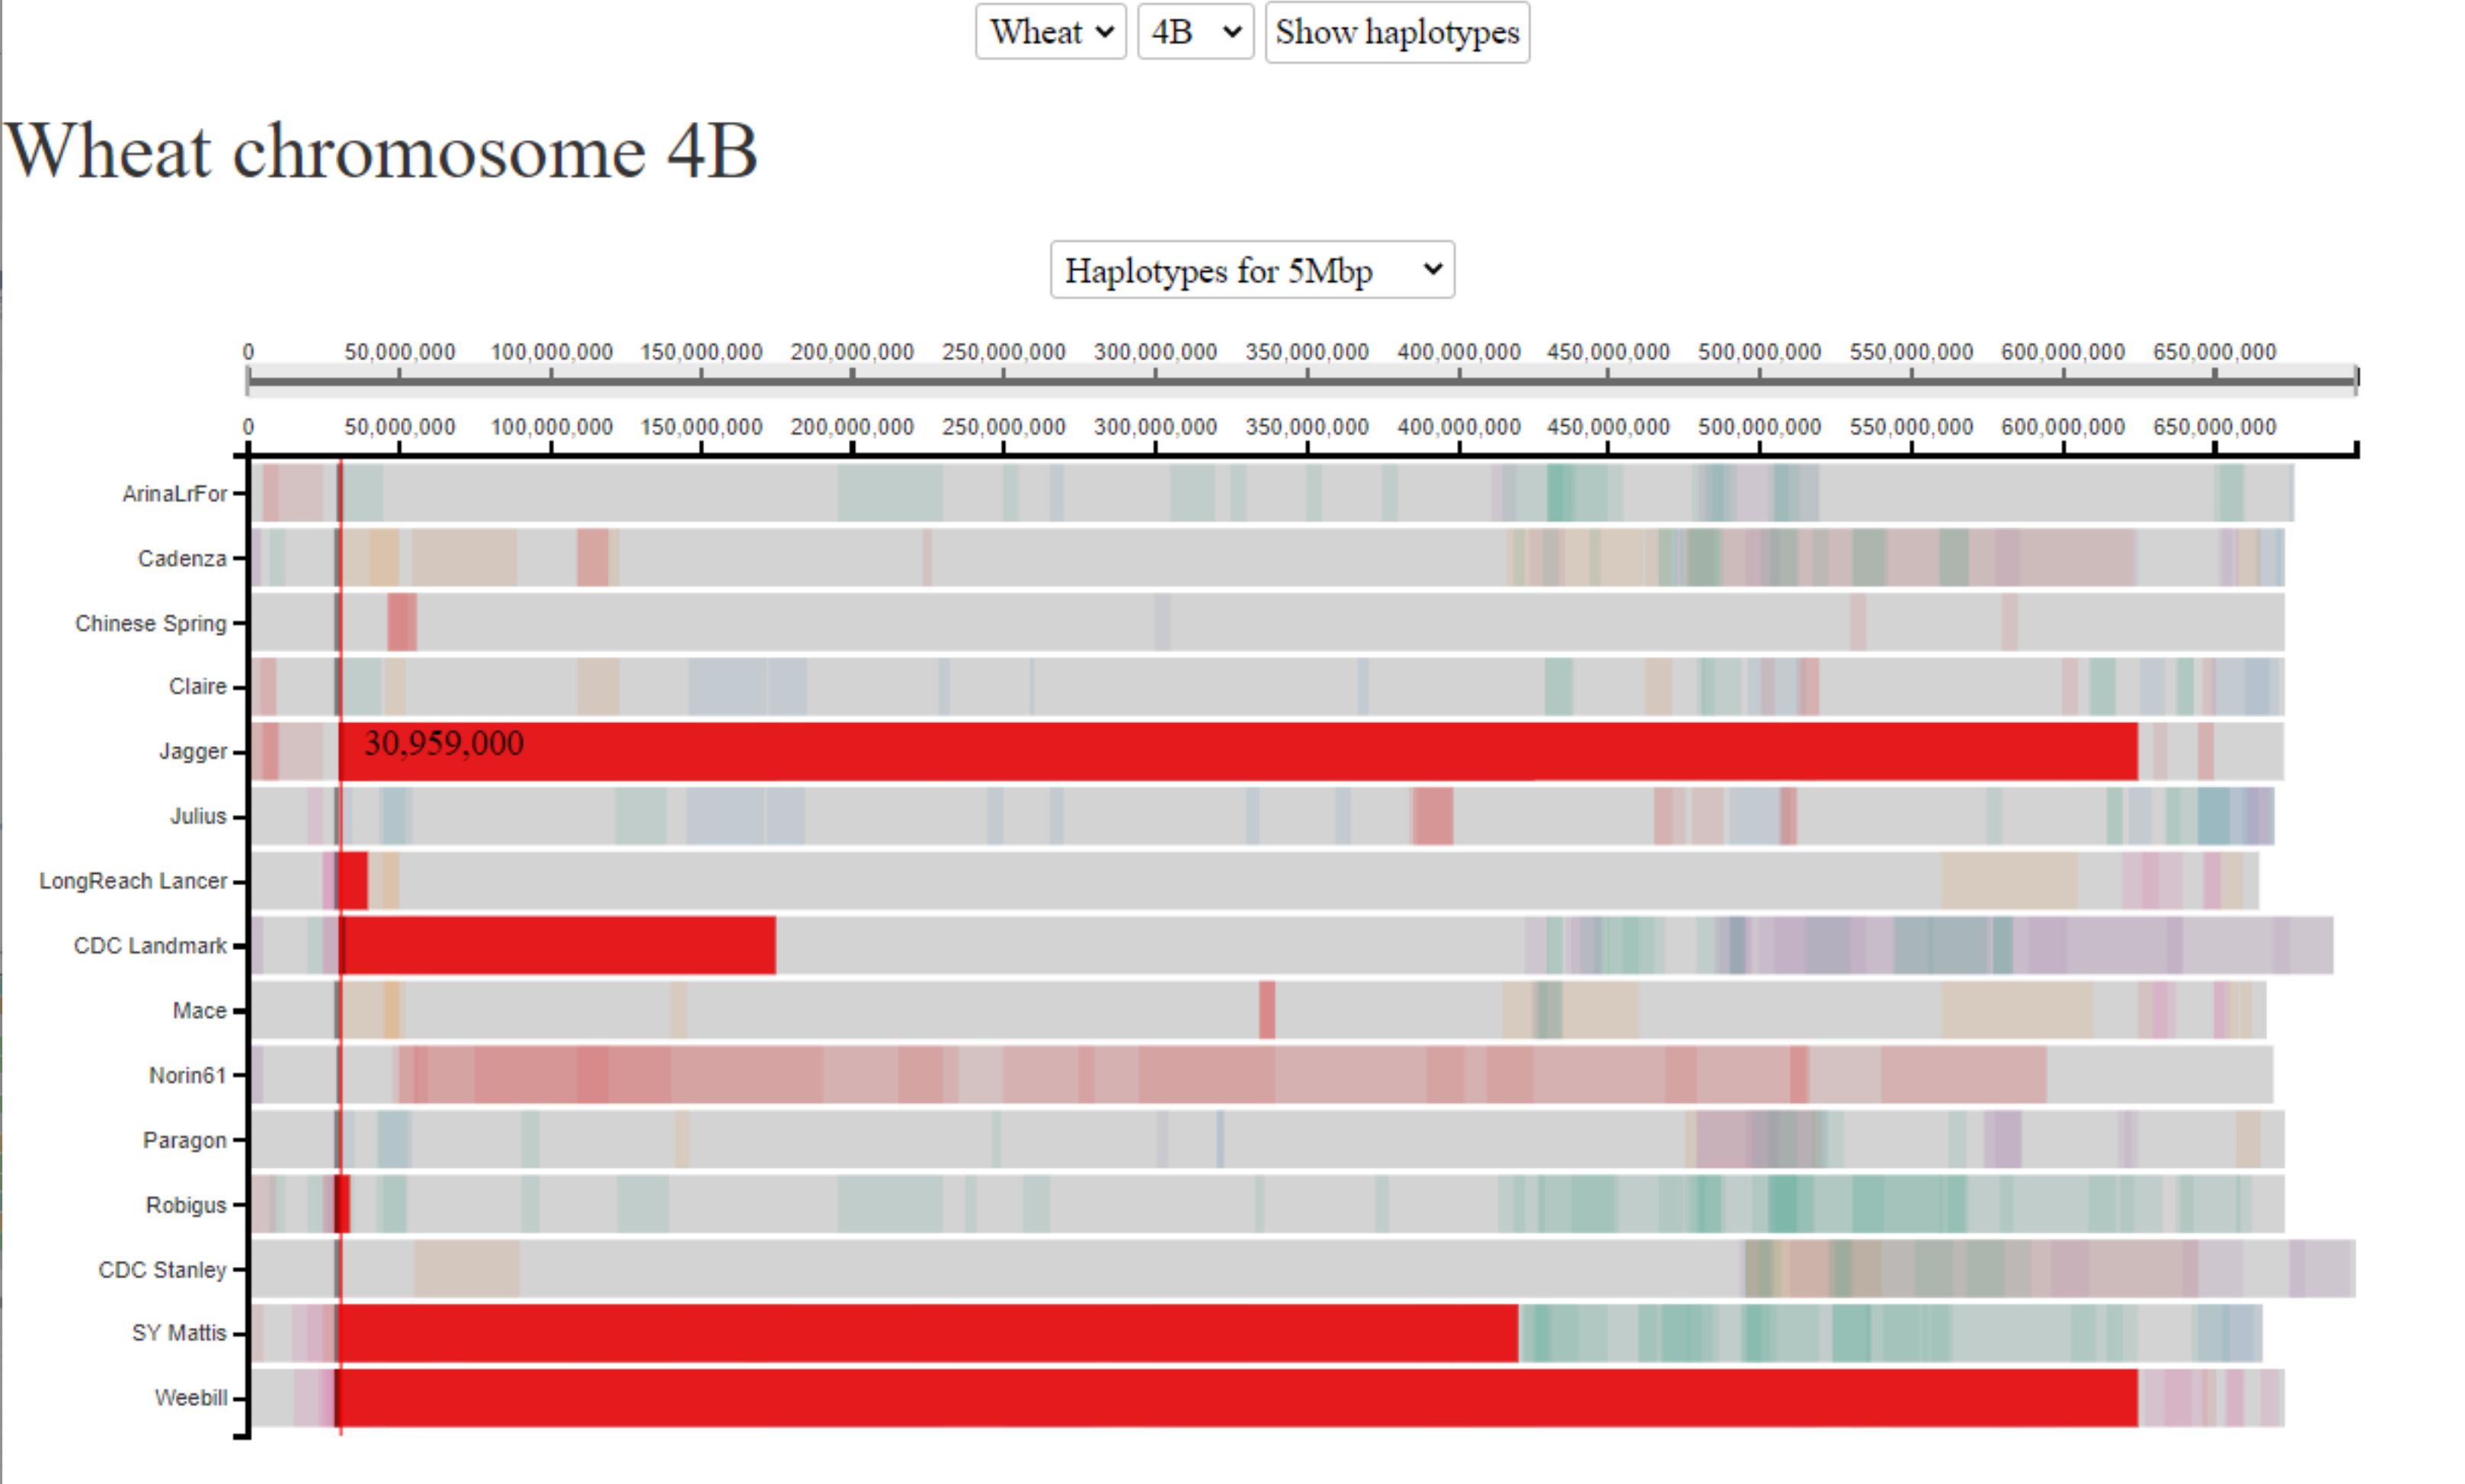 Wheat 4B Show haplotypes
Wheat chromosome 4B
Haplotypes for 5Mbp
0 50,000,000 100,000,000 150,000,000 200,000,000 250,000,000 300,000,000 350,000,000 400,000,000 450,000,000 500,000,000 550,000,000 600,000,000 650,000,000
0 50,000,000 100,000,000 150,000,000 200,000,000 250,000,000 300,000,000 350,000,000 400,000,000 450,000,000 500,000,000 550,000,000 600,000,000 650,000,000
ArinaLrFor
Cadenza
Chinese Spring
Claire
Jagger 30,959,000
Julius
LongReach Lancer
CDC Landmark
Mace
Norin61
Paragon
Robigus
CDC Stanley
SY Mattis
Weebill